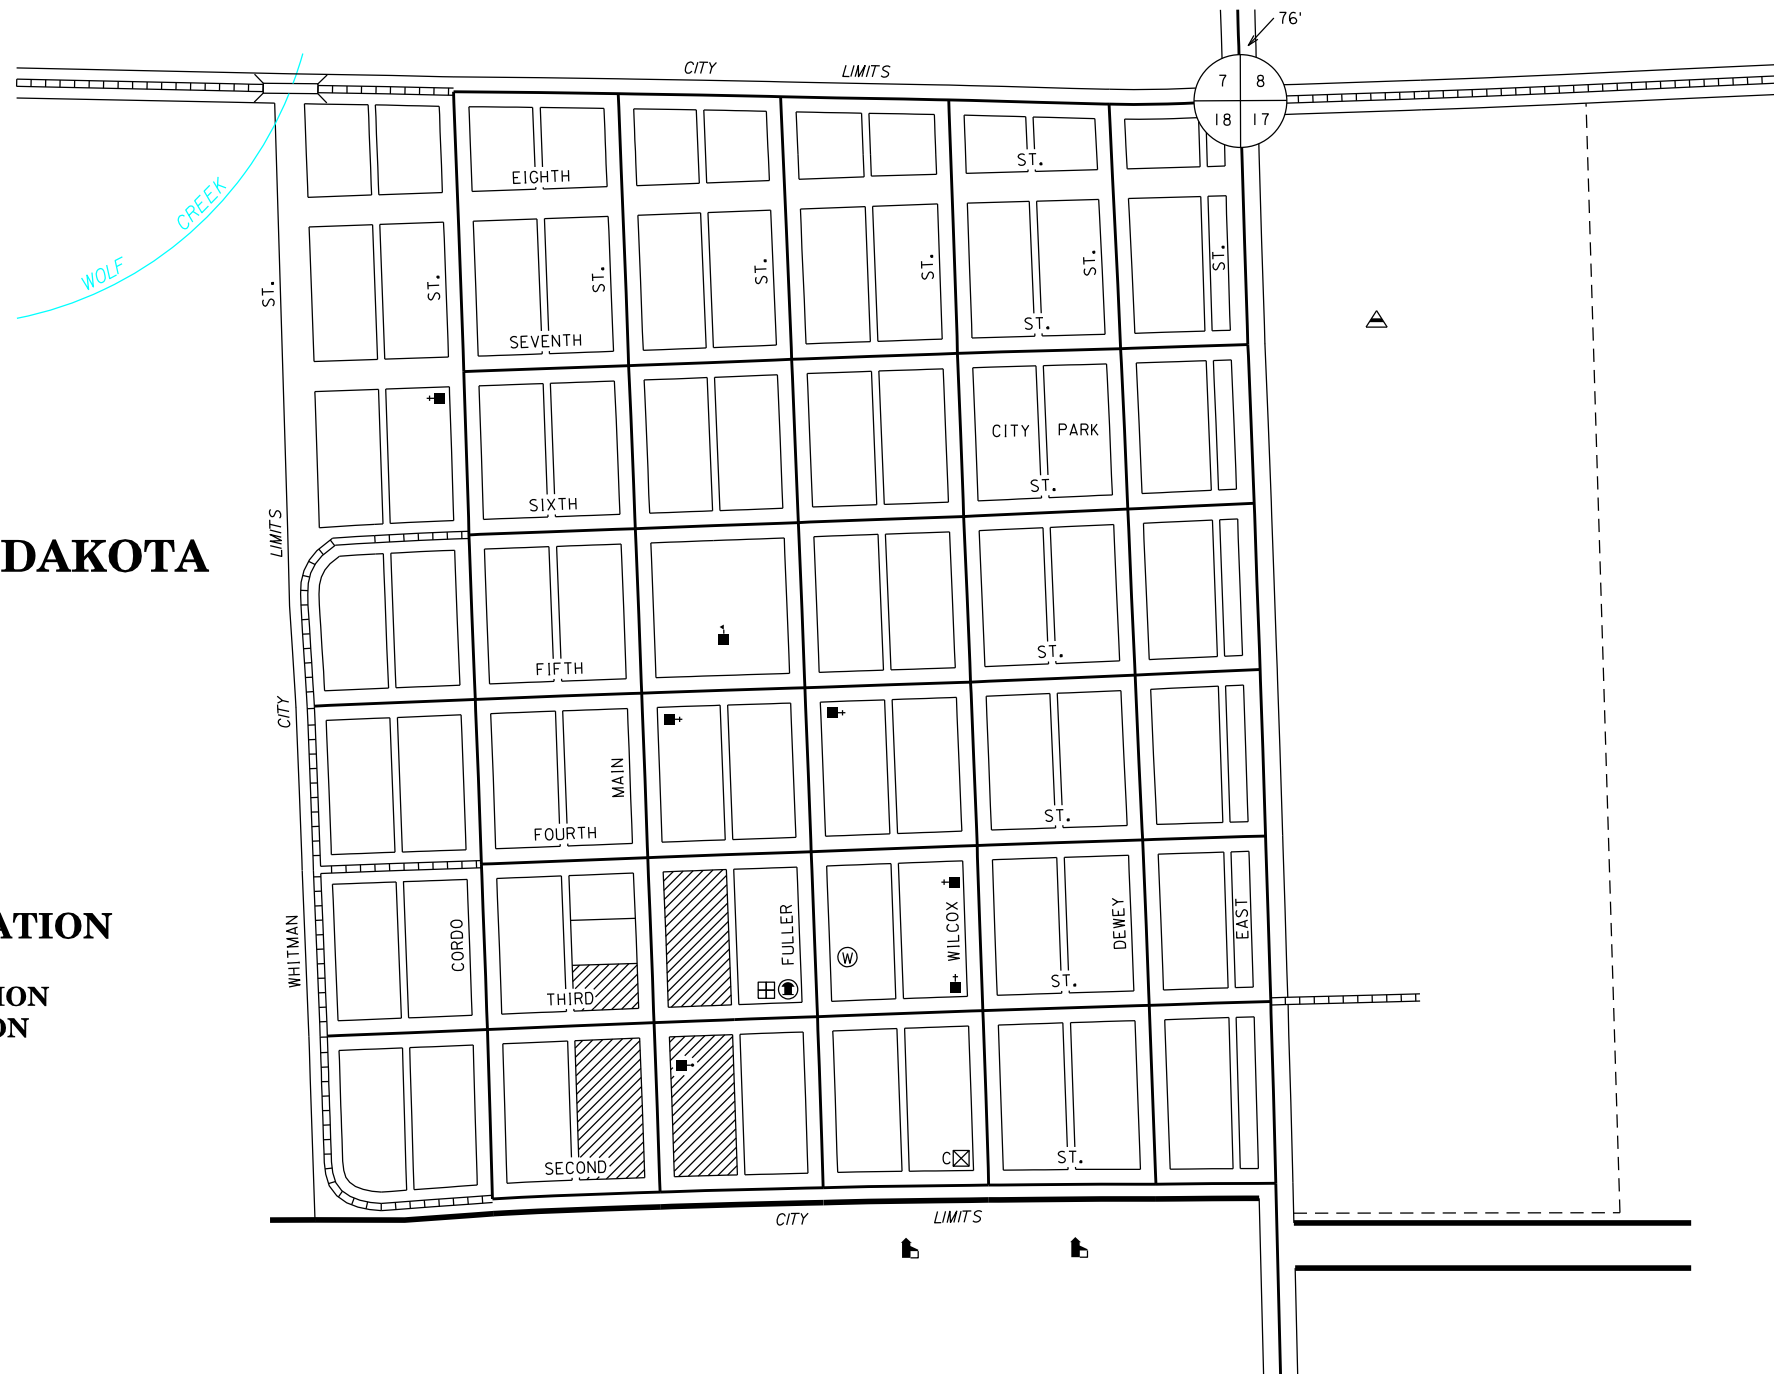 76'
CITY LIMITS
7 8
18 17
ST.
EIGHTH
CREEK
WOLF
ST.
ST.
ST.
ST.
ST.
ST.
ST.
SEVENTH
ST.
CITY PARK
SIXTH
ST.
LIMITS
DAKOTA
FIFTH
ST.
CITY
MAIN
FOURTH
ST.
WHITMAN
CORDO
FULLER
W
WILCOX
DEWEY
EAST
ATION
THIRD
ST.
ION
ON
SECOND
C
ST.
CITY LIMITS